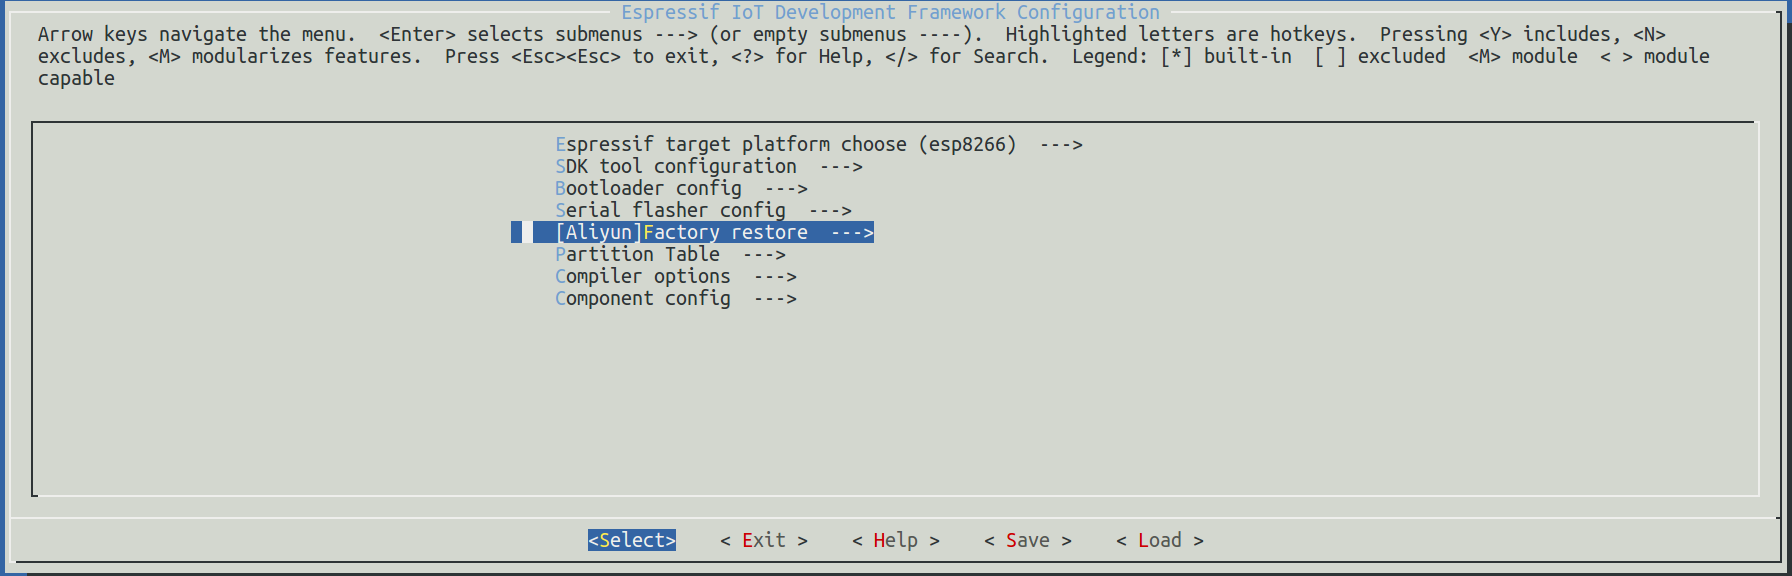 Espressif IoT Development Framework Configuration
Arrow keys navigate the menu.  <Enter> selects submenus ---> (or empty submenus ----).  Highlighted letters are hotkeys.  Pressing <Y> includes, <N>
excludes, <M> modularizes features.  Press <Esc><Esc> to exit, <?> for Help, </> for Search.  Legend: [*] built-in  [ ] excluded  <M> module  < > module
capable
Espressif target platform choose (esp8266)  --->
SDK tool configuration  --->
Bootloader config  --->
Serial flasher config  --->
[Aliyun]Factory restore  --->
Partition Table  --->
Compiler options  --->
Component config  --->
<Select>    < Exit >    < Help >    < Save >    < Load >